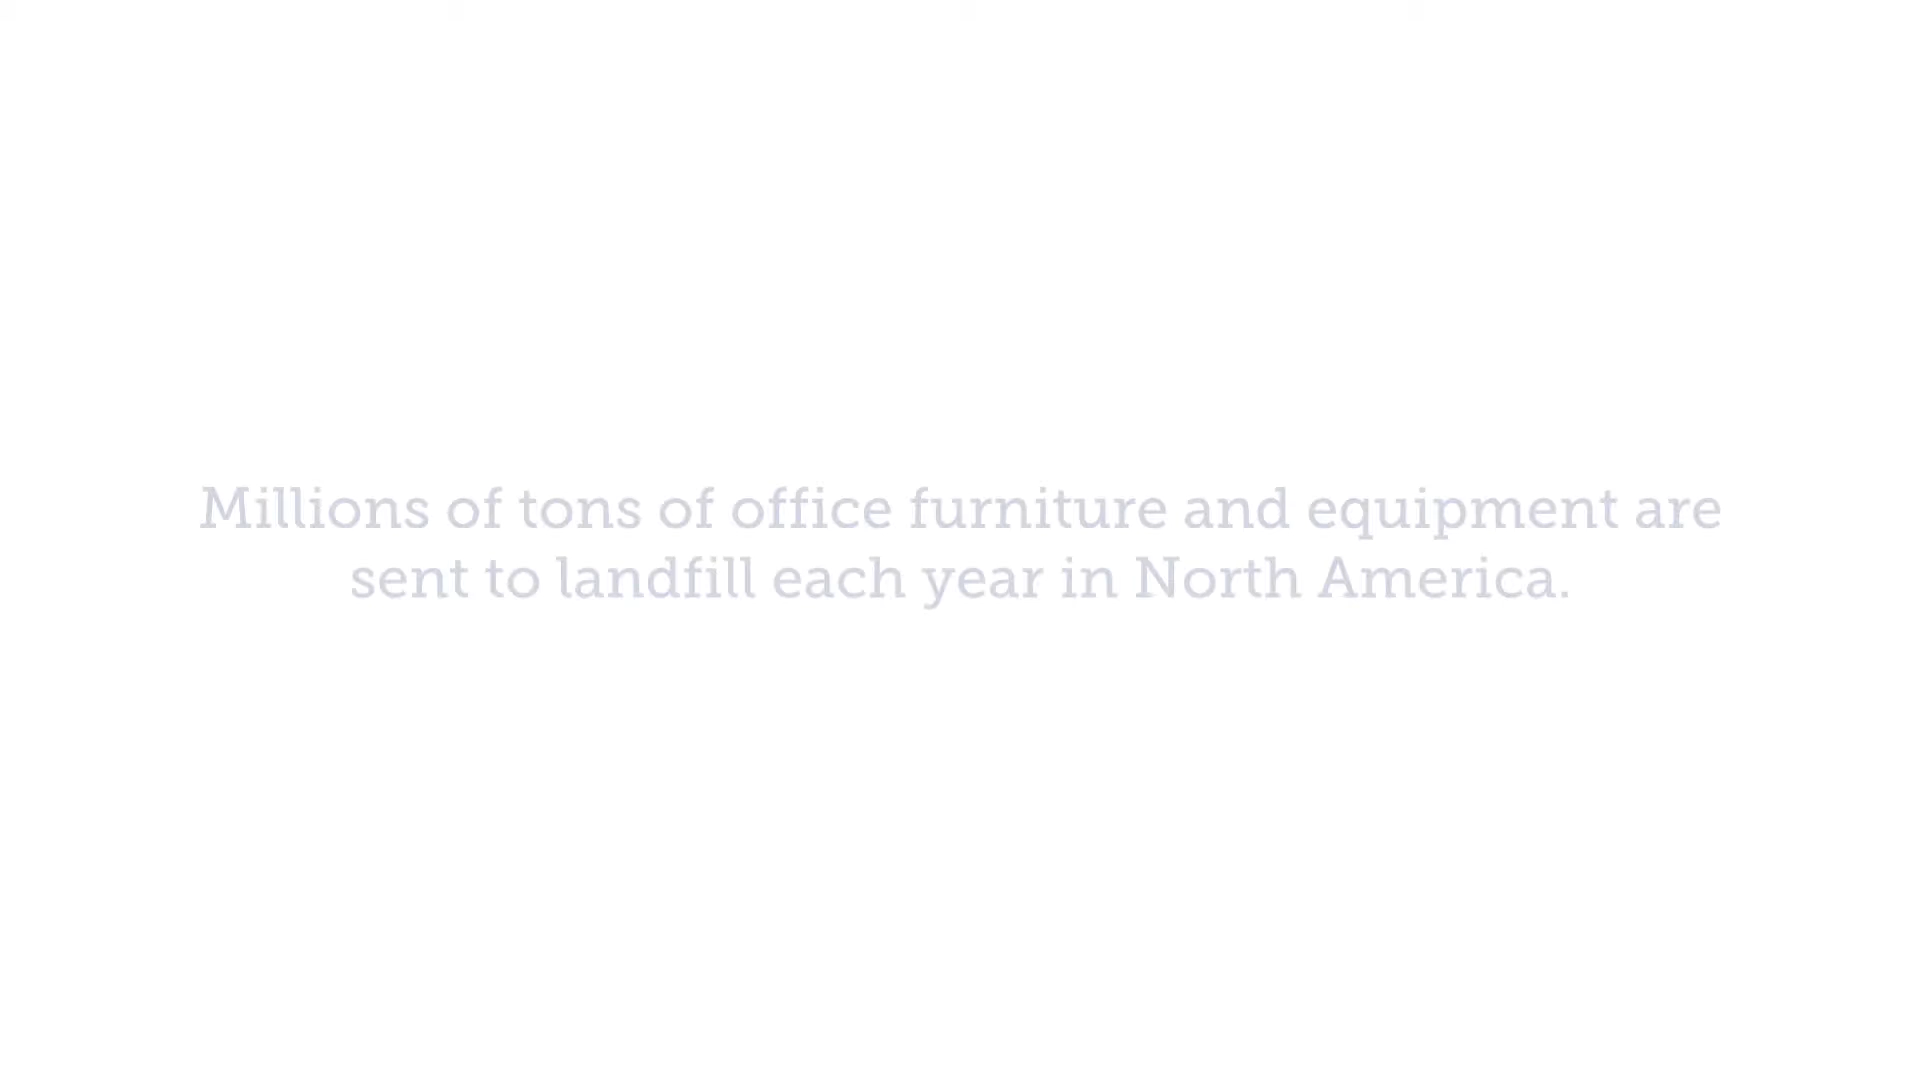 Millions of tons of office furniture and equipment are
sent to landfill each year in North America.